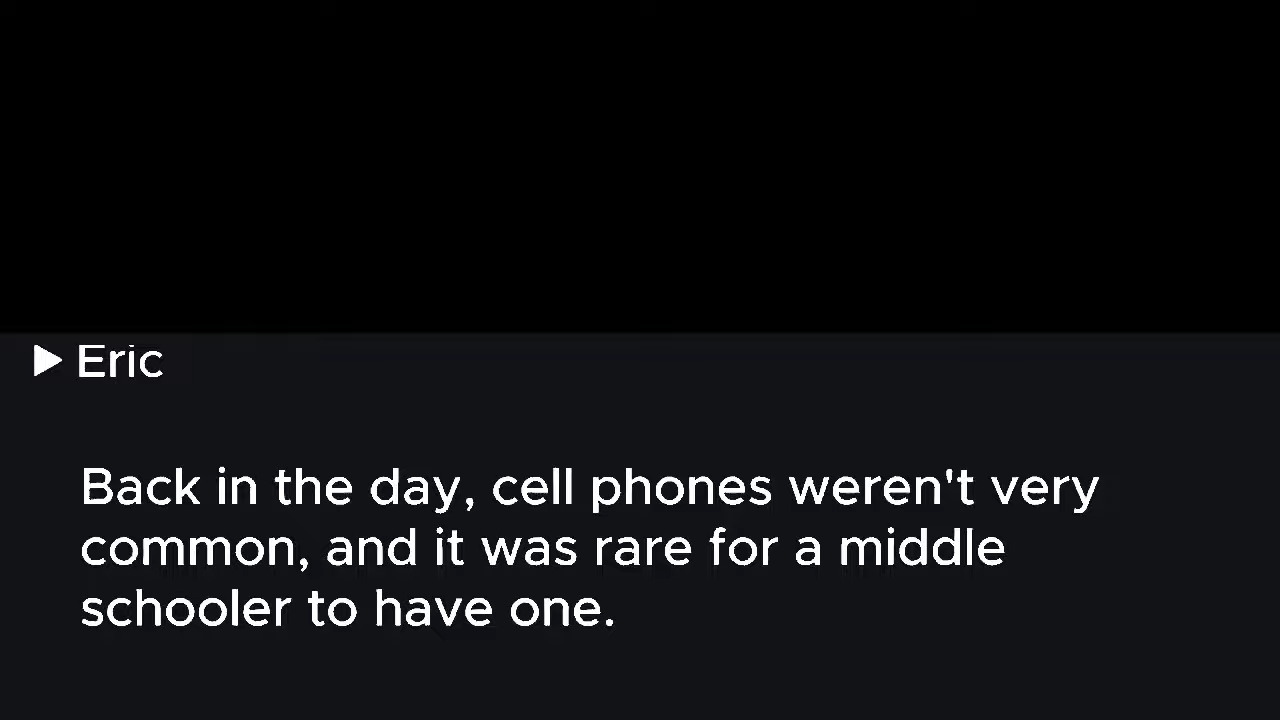 ▶ Eric
Back in the day, cell phones weren't very
common, and it was rare for a middle
schooler to have one.